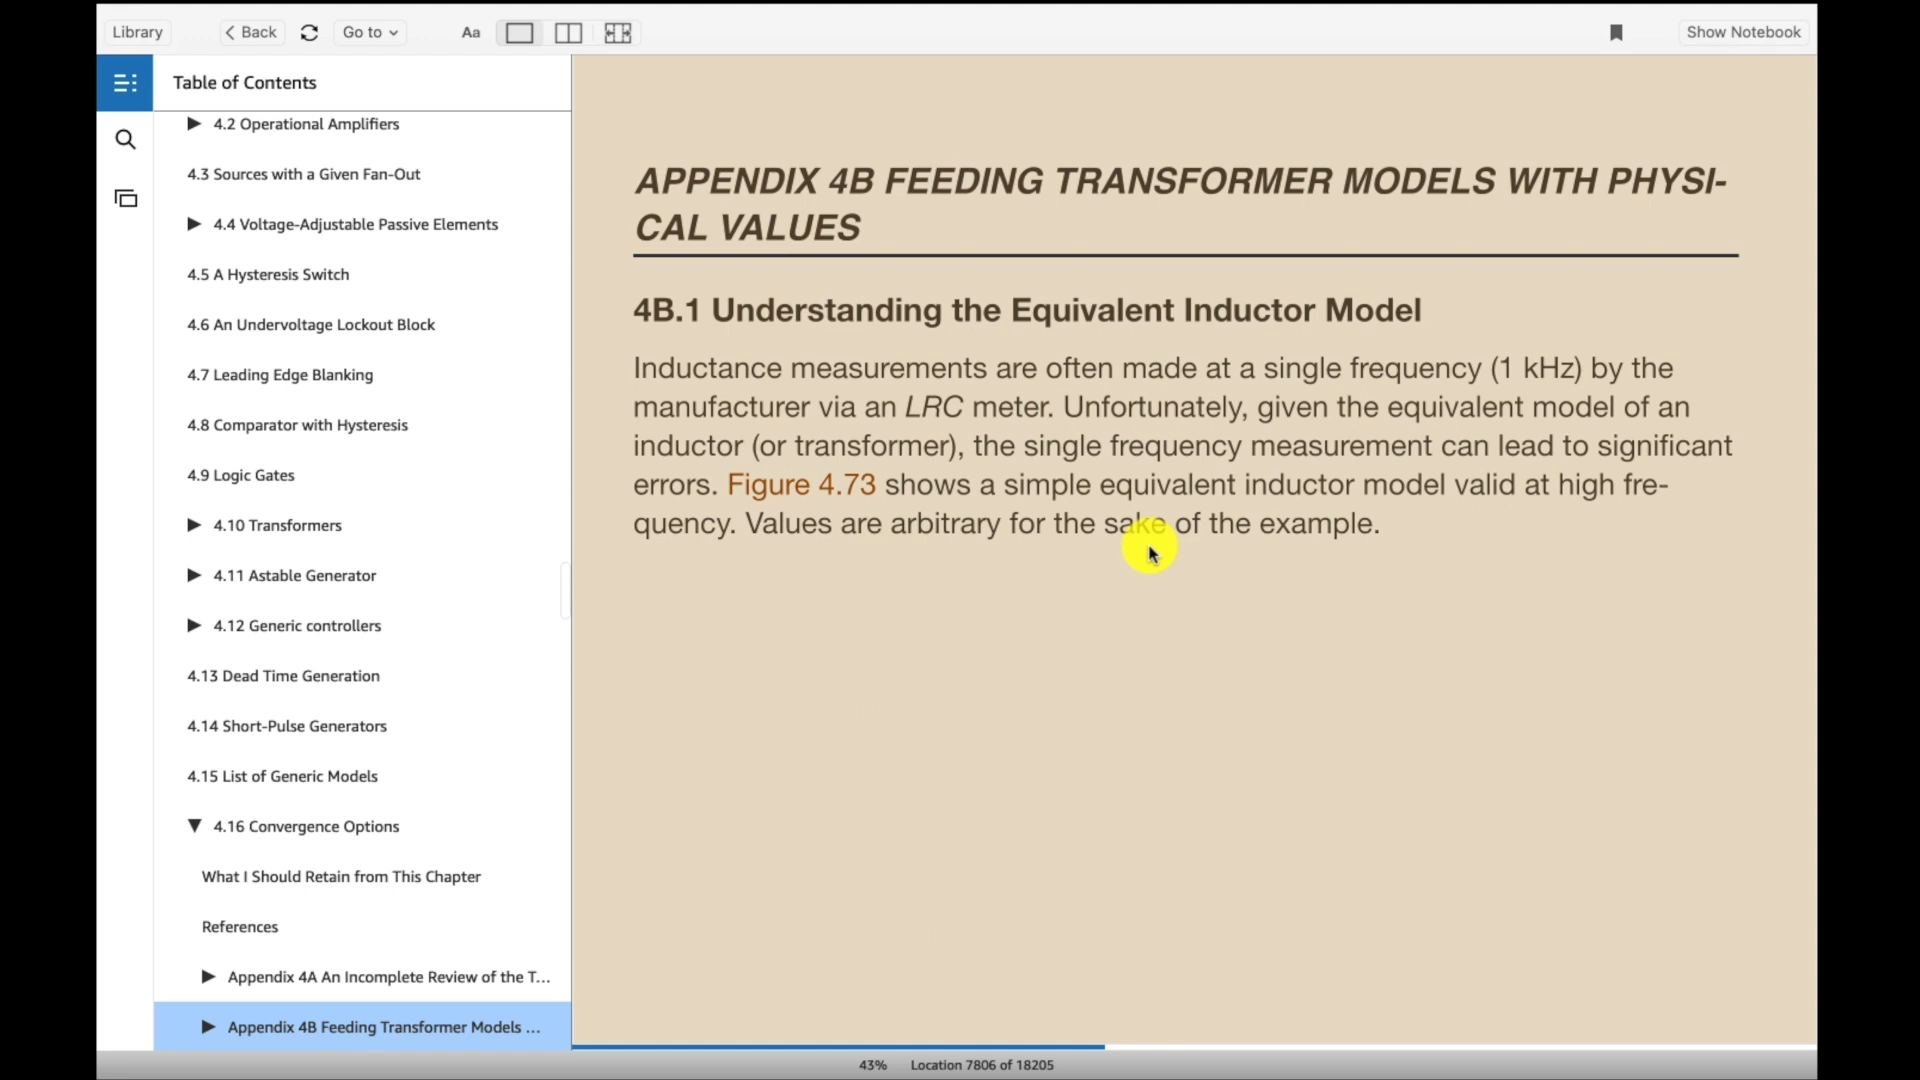 Library
Back
Go to
Aa
Show Notebook
Table of Contents
4.2 Operational Amplifiers
4.3 Sources with a Given Fan-Out
4.4 Voltage-Adjustable Passive Elements
4.5 A Hysteresis Switch
4.6 An Undervoltage Lockout Block
4.7 Leading Edge Blanking
4.8 Comparator with Hysteresis
4.9 Logic Gates
4.10 Transformers
4.11 Astable Generator
4.12 Generic controllers
4.13 Dead Time Generation
4.14 Short-Pulse Generators
4.15 List of Generic Models
4.16 Convergence Options
What I Should Retain from This Chapter
References
Appendix 4A An Incomplete Review of the T...
Appendix 4B Feeding Transformer Models ...
APPENDIX 4B FEEDING TRANSFORMER MODELS WITH PHYSI-
CAL VALUES
4B.1 Understanding the Equivalent Inductor Model
Inductance measurements are often made at a single frequency (1 kHz) by the
manufacturer via an LRC meter. Unfortunately, given the equivalent model of an
inductor (or transformer), the single frequency measurement can lead to significant
errors. Figure 4.73 shows a simple equivalent inductor model valid at high fre-
quency. Values are arbitrary for the sake of the example.
43% Location 7806 of 18205